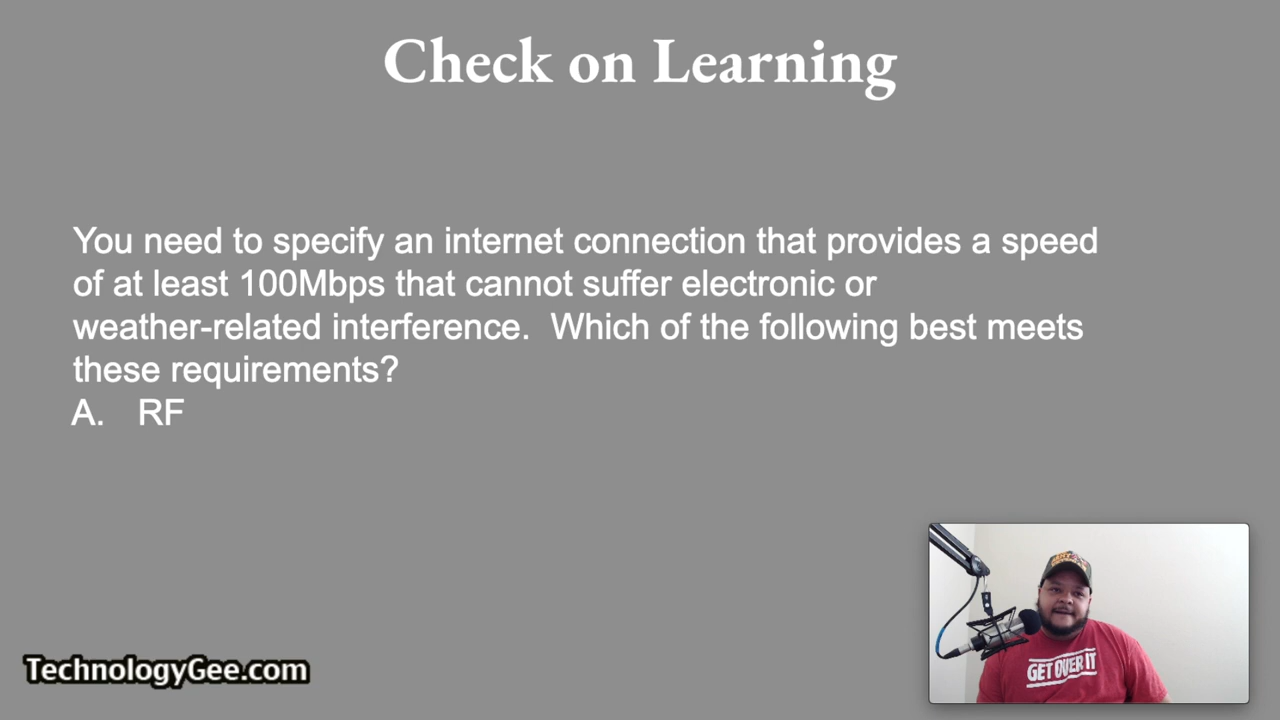 Check on Learning
You need to specify an internet connection that provides a speed
of at least 100Mbps that cannot suffer electronic or
weather-related interference.  Which of the following best meets
these requirements?
A. RF
GET OVER IT
TechnologyGee.com